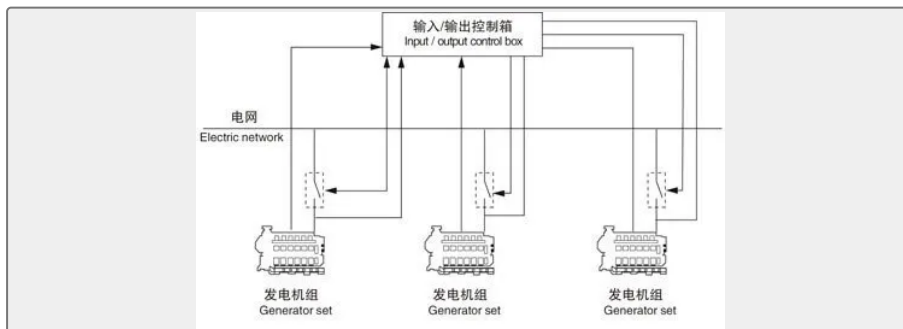 输入/输出控制箱
Input / output control box
电网
Electric network
发电机组
Generator set
发电机组
Generator set
发电机组
Generator set